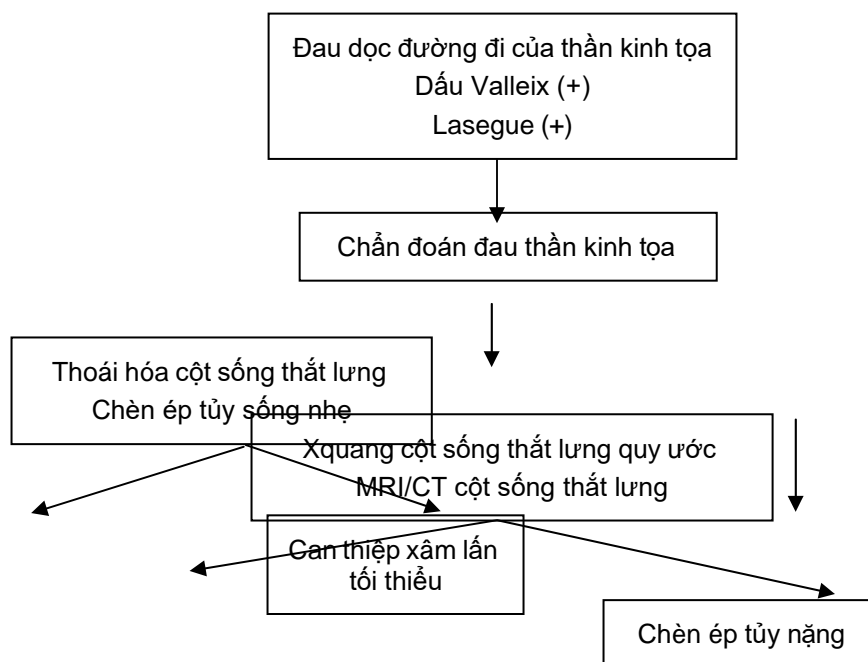 Đau dọc đường đi của thần kinh tọa
Dấu Valleix (+)
Lasegue (+)
Chẩn đoán đau thần kinh tọa
Thoái hóa cột sống thắt lưng
Chèn ép tủy sống nhẹ
Xquang cột sống thắt lưng quy ước
MRI/CT cột sống thắt lưng
Can thiệp xâm lấn
tối thiểu
Chèn ép tủy nặng